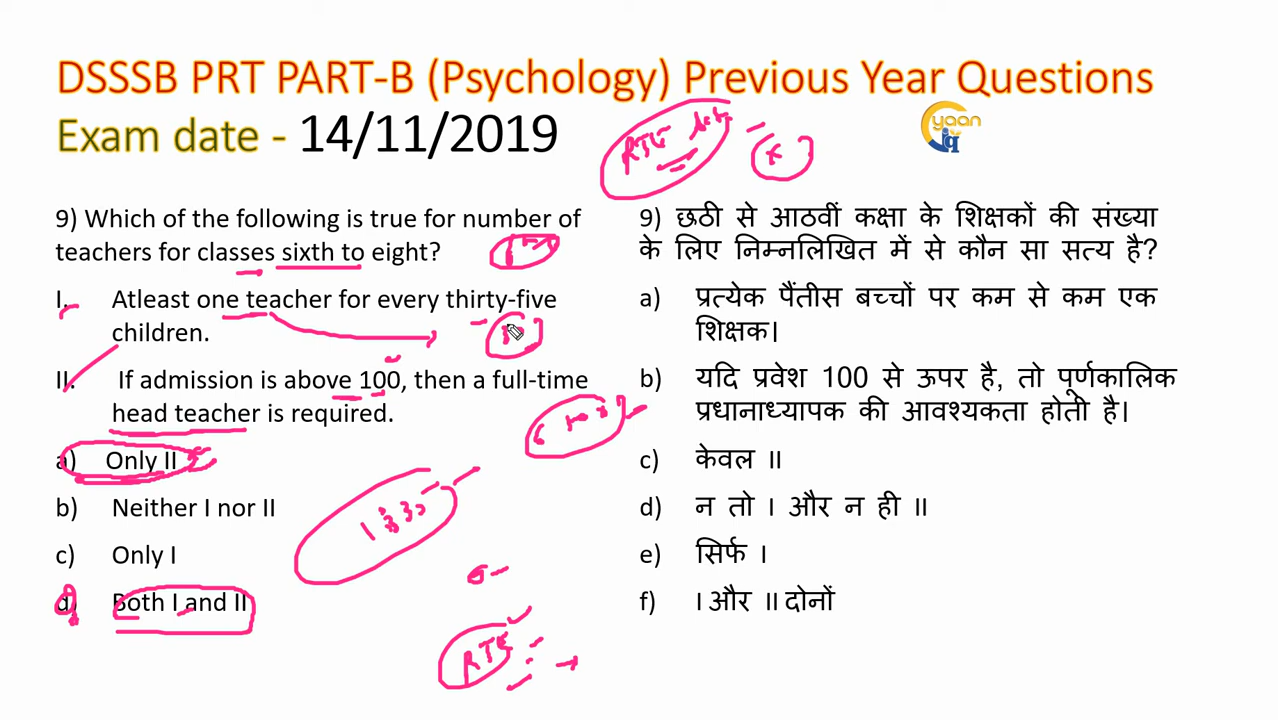 DSSSB PRT PART-B (Psychology) Previous Year Questions
Exam date - 14/11/2019
yaan
iq
RTE
9) Which of the following is true for number of
teachers for classes sixth to eight?
I. Atleast one teacher for every thirty-five
children.
II. If admission is above 100, then a full-time
head teacher is required.
a) Only II
b) Neither I nor II
c) Only I
d) Both I and II
RTE
9) छठी से आठवीं कक्षा के शिक्षकों की संख्या
के लिए निम्नलिखित में से कौन सा सत्य है?
a) प्रत्येक पैंतीस बच्चों पर कम से कम एक
शिक्षक।
b) यदि प्रवेश 100 से ऊपर है, तो पूर्णकालिक
प्रधानाध्यापक की आवश्यकता होती है।
c) केवल II
d) न तो I और न ही II
e) सिर्फ I
f) I और II दोनों